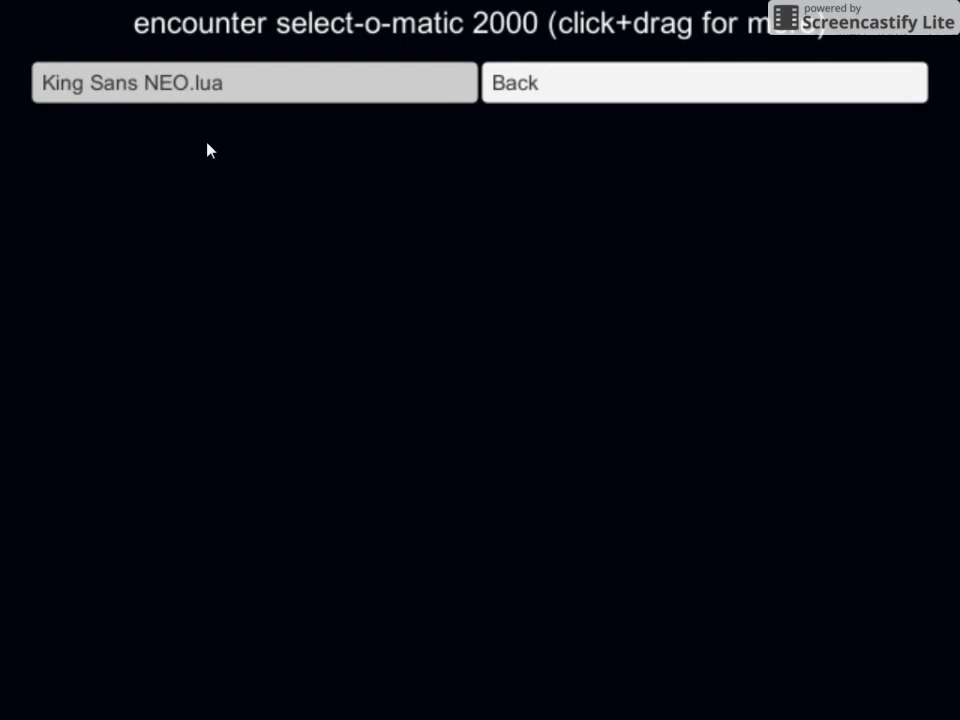 powered by
Screencastify Lite
encounter select-o-matic 2000 (click+drag for
King Sans NEO.lua
Back